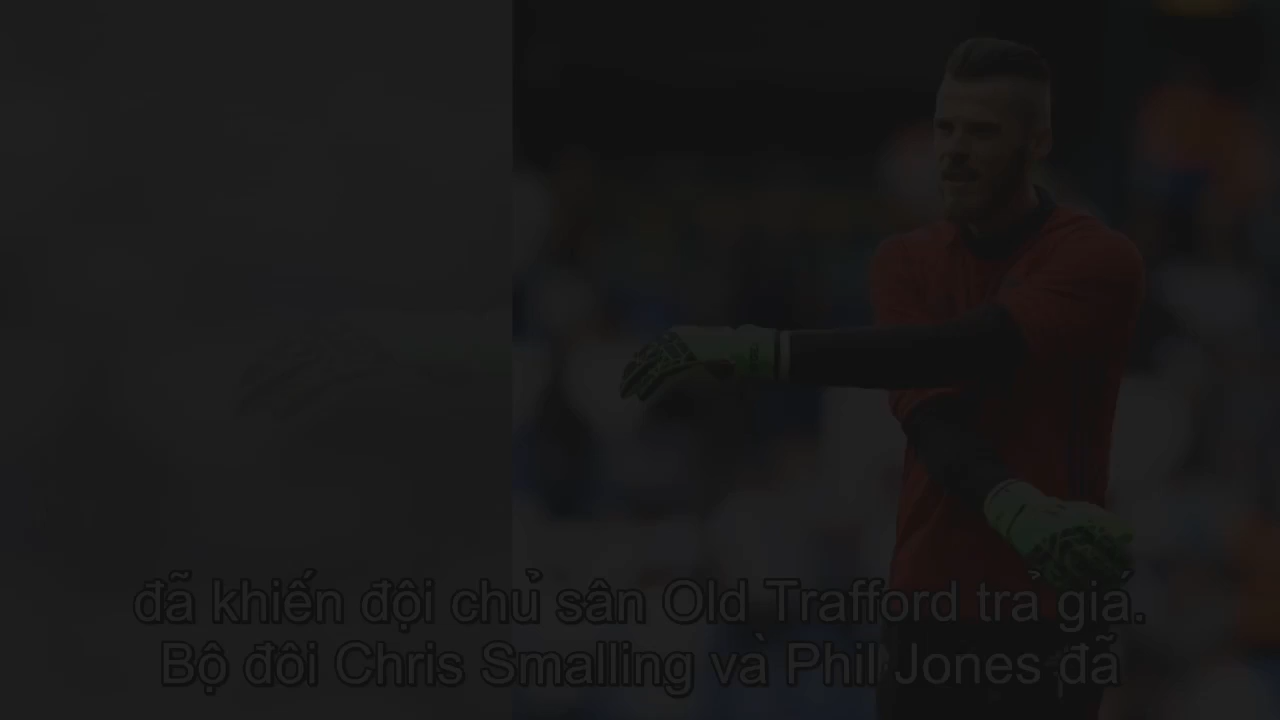 đã khiến đội chủ sân Old Trafford trả giá.
Bộ đôi Chris Smalling và Phil Jones đã